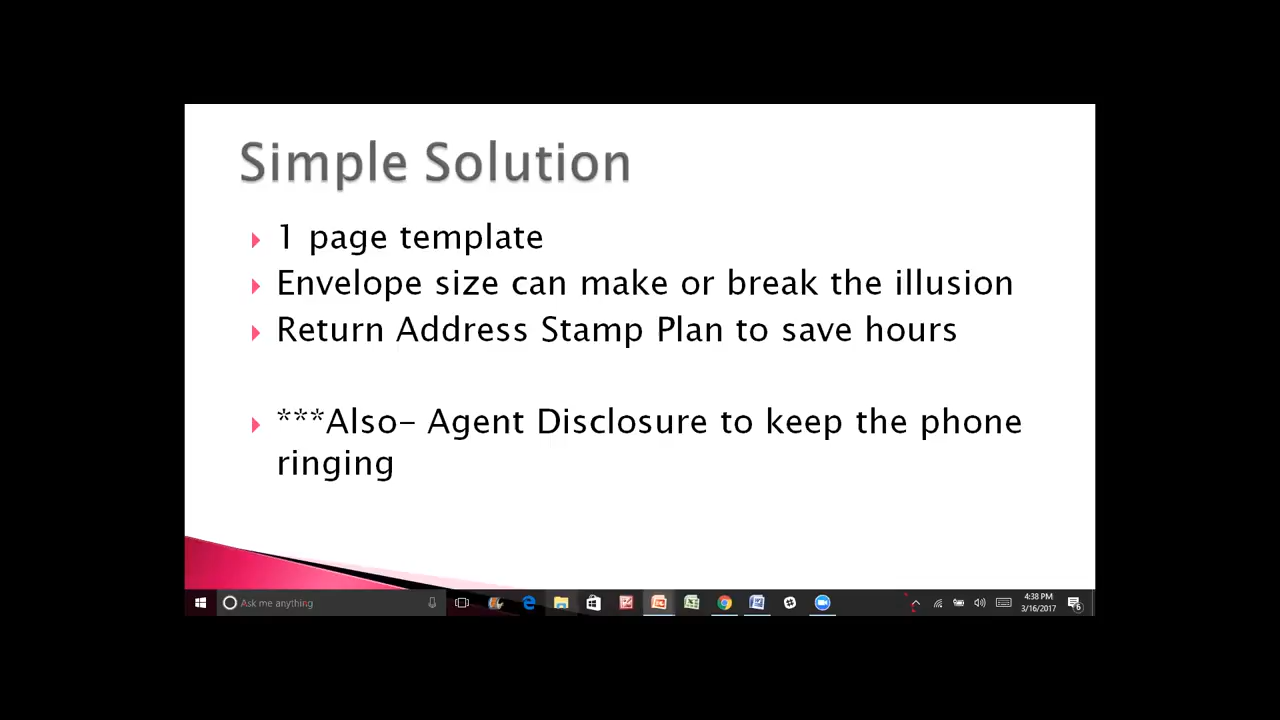 Simple Solution
1 page template
Envelope size can make or break the illusion
Return Address Stamp Plan to save hours
***Also- Agent Disclosure to keep the phone
ringing
Ask me anything
4:38 PM
3/16/2017
6